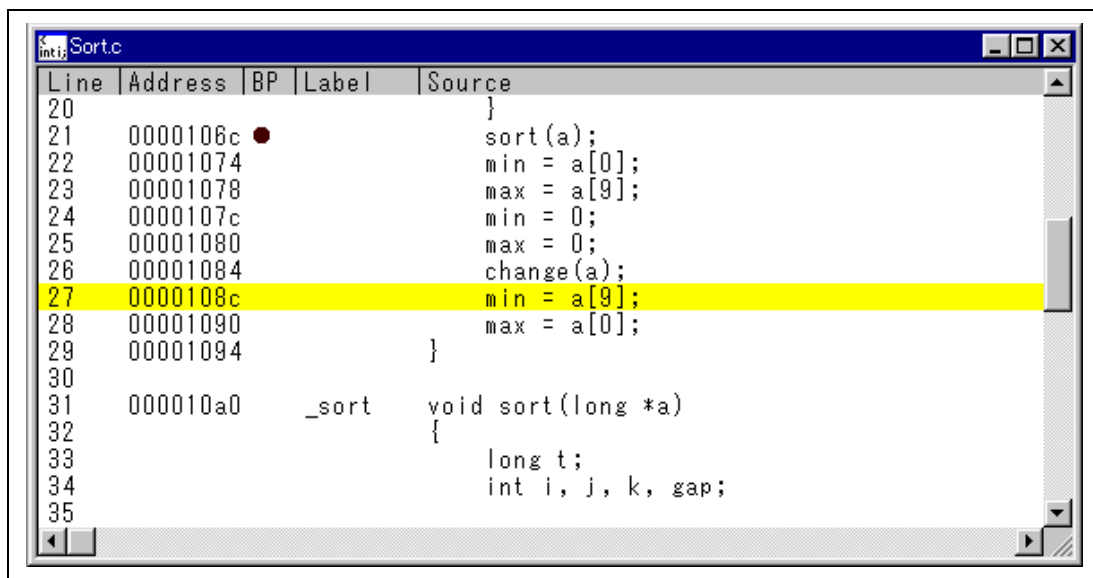 int i;
Sort.c
Line |Address |BP |Label |Source
20 }
21 0000106c sort(a);
22 00001074 min = a[0];
23 00001078 max = a[9];
24 0000107c min = 0;
25 00001080 max = 0;
26 00001084 change(a);
27 0000108c min = a[9];
28 00001090 max = a[0];
29 00001094 }
30
31 000010a0 _sort void sort(long *a)
32 {
33 long t;
34 int i, j, k, gap;
35